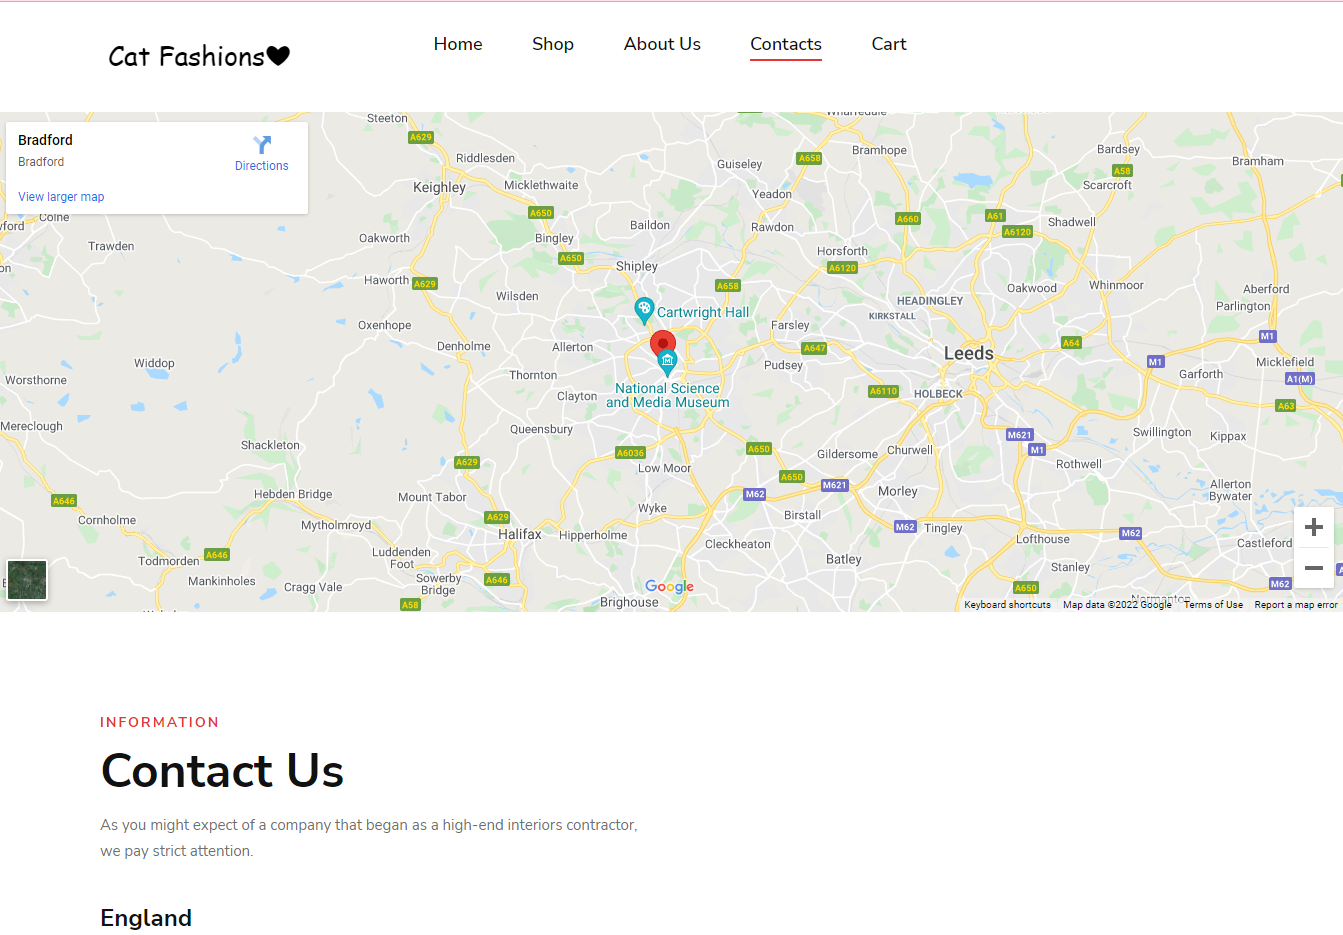 Cat Fashions
Home
Shop
About Us
Contacts
Cart
Bradford
Bradford
Directions
View larger map
Steeton
A629
Riddlesden
Keighley
Micklethwaite
A650
Bingley
A650
Baildon
Shipley
Guiseley
Yeadon
Rawdon
A658
Bramhope
Horsforth
A6120
A660
A61
A6120
Bardsey
A58
Scarcroft
Shadwell
Bramham
Colne
Trawden
Oakworth
Haworth
A629
Wilsden
A658
Oakwood
Whinmoor
Aberford
Parlington
Cartwright Hall
HEADINGLEY
KIRKSTALL
Oxenhope
Denholme
Allerton
Farsley
A647
Pudsey
Leeds
A64
M1
M1
Micklefield
A1(M)
Garforth
Widdop
Worsthorne
Thornton
Clayton
National Science
and Media Museum
A6110
HOLBECK
A63
Mereclough
Queensbury
Shackleton
A629
A6036
Low Moor
A650
A650
Gildersome
Churwell
M621
M1
Rothwell
Swillington
Kippax
A646
Hebden Bridge
Mount Tabor
Wyke
M62
M621
Morley
Allerton
Bywater
Cornholme
Mytholmroyd
A629
Halifax
Hipperholme
Birstall
M62
Tingley
Lofthouse
M62
Castleford
Todmorden
A646
Luddenden
Foot
Cleckheaton
Batley
Stanley
Mankinholes
Cragg Vale
Sowerby
Bridge
A646
A650
M62
A58
Google
Brighouse
Normanton
Keyboard shortcuts
Map data ©2022 Google
Terms of Use
Report a map error
INFORMATION
Contact Us
As you might expect of a company that began as a high-end interiors contractor,
we pay strict attention.
England